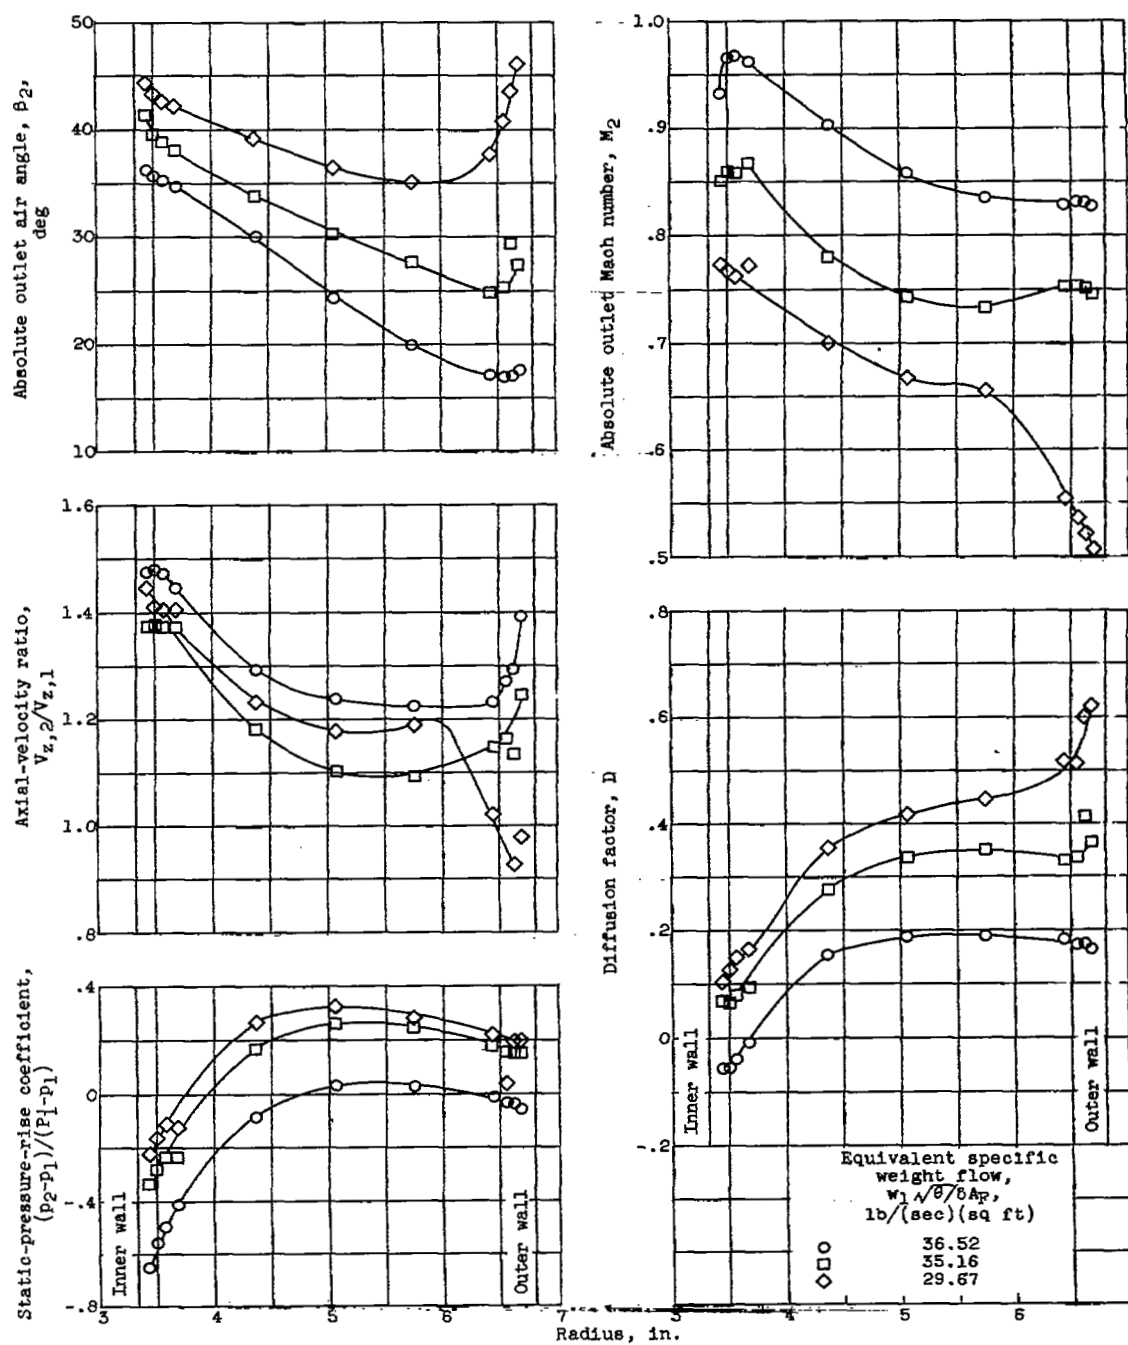 50
40
30
20
10
Absolute outlet air angle, β2,
deg
1.0
.9
.8
.7
.6
.5
Absolute outlet Mach number, M2
1.6
1.4
1.2
1.0
.8
Axial-velocity ratio,
Vz,2/Vz,1
.8
.6
.4
.2
0
-.2
Diffusion factor, D
Inner wall
Outer wall
.4
0
-.4
-.8
Static-pressure-rise coefficient,
(p2-p1)/(P1'-p1)
Inner wall
Outer wall
Equivalent specific
weight flow,
w1√θ/δAF,
lb/(sec)(sq ft)
36.52
35.16
29.67
3 4 5 6 7
3 4 5 6
Radius, in.